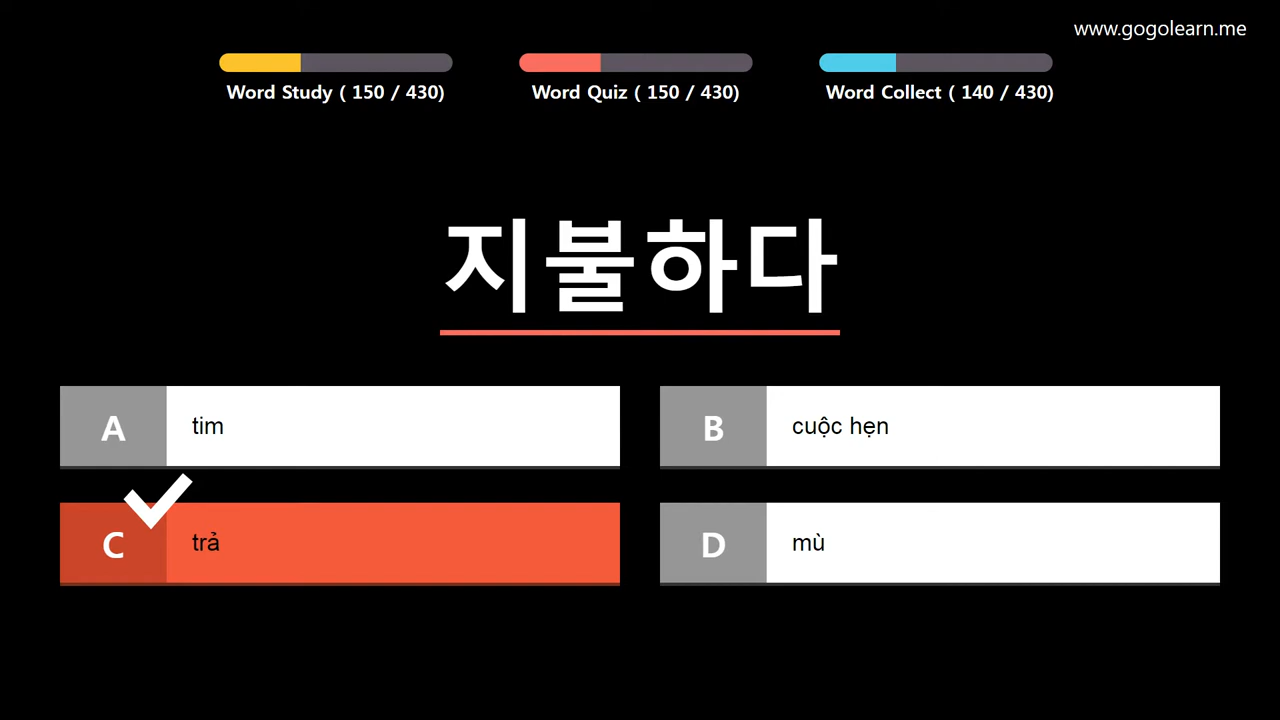 www.gogolearn.me
Word Study ( 150 / 430)
Word Quiz ( 150 / 430)
Word Collect ( 140 / 430)
지불하다
A tim
B cuộc hẹn
C trả
D mù